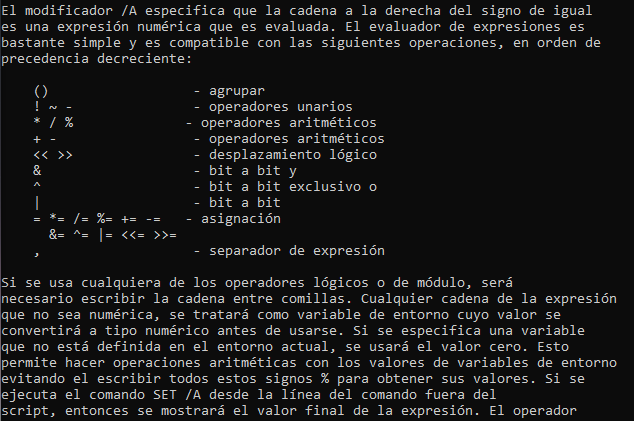 El modificador /A especifica que la cadena a la derecha del signo de igual
es una expresión numérica que es evaluada. El evaluador de expresiones es
bastante simple y es compatible con las siguientes operaciones, en orden de
precedencia decreciente:

    ()                  - agrupar
    ! ~ -               - operadores unarios
    * / %              - operadores aritméticos
    + -                 - operadores aritméticos
    << >>               - desplazamiento lógico
    &                   - bit a bit y
    ^                   - bit a bit exclusivo o
    |                   - bit a bit
    = *= /= %= += -=   - asignación
      &= ^= |= <<= >>=
    ,                   - separador de expresión

Si se usa cualquiera de los operadores lógicos o de módulo, será
necesario escribir la cadena entre comillas. Cualquier cadena de la expresión
que no sea numérica, se tratará como variable de entorno cuyo valor se
convertirá a tipo numérico antes de usarse. Si se especifica una variable
que no está definida en el entorno actual, se usará el valor cero. Esto
permite hacer operaciones aritméticas con los valores de variables de entorno
evitando el escribir todos estos signos % para obtener sus valores. Si se
ejecuta el comando SET /A desde la línea del comando fuera del
script, entonces se mostrará el valor final de la expresión. El operador